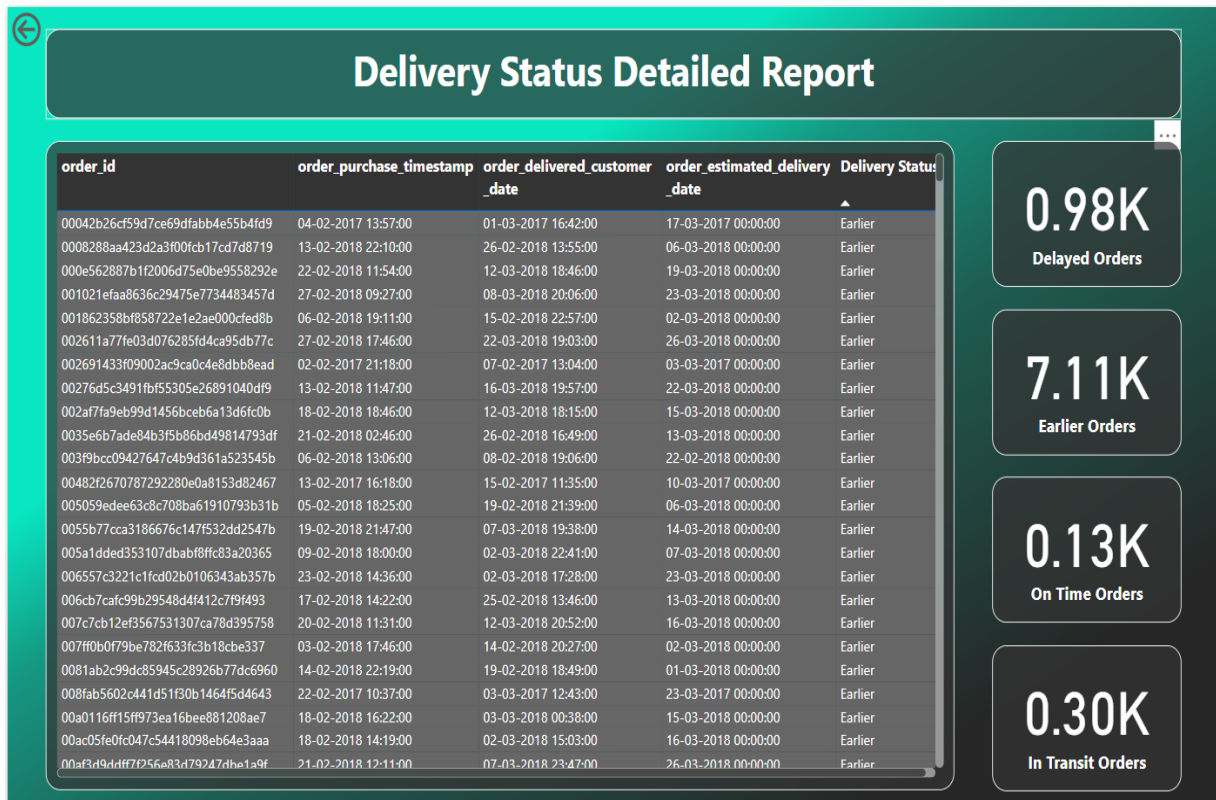 Delivery Status Detailed Report
order_id order_purchase_timestamp order_delivered_customer_date order_estimated_delivery_date Delivery Status
00042b26cf59d7ce69dfabb4e55b4fd9 04-02-2017 13:57:00 01-03-2017 16:42:00 17-03-2017 00:00:00 Earlier
0008288aa423d2a3f00fcb17cd7d8719 13-02-2018 22:10:00 26-02-2018 13:55:00 06-03-2018 00:00:00 Earlier
000e562887b1f2006d75e0be9558292e 22-02-2018 11:54:00 12-03-2018 18:46:00 19-03-2018 00:00:00 Earlier
001021efaa8636c29475e7734483457d 27-02-2018 09:27:00 08-03-2018 20:06:00 23-03-2018 00:00:00 Earlier
001862358bf858722e1e2ae000cfed8b 06-02-2018 19:11:00 15-02-2018 22:57:00 02-03-2018 00:00:00 Earlier
002611a77fe03d076285fd4ca95db77c 27-02-2018 17:46:00 22-03-2018 19:03:00 26-03-2018 00:00:00 Earlier
002691433f09002ac9ca0c4e8dbb8ead 02-02-2017 21:18:00 07-02-2017 13:04:00 03-03-2017 00:00:00 Earlier
00276d5c3491fbf55305e26891040df9 13-02-2018 11:47:00 16-03-2018 19:57:00 22-03-2018 00:00:00 Earlier
002af7fa9eb99d1456bceb6a13d6fc0b 18-02-2018 18:46:00 12-03-2018 18:15:00 15-03-2018 00:00:00 Earlier
0035e6b7ade84b3f5b86bd49814793df 21-02-2018 02:46:00 26-02-2018 16:49:00 13-03-2018 00:00:00 Earlier
003f9bcc09427647c4b9d361a523545b 06-02-2018 13:06:00 08-02-2018 19:06:00 22-02-2018 00:00:00 Earlier
00482f2670787292280e0a8153d82467 13-02-2017 16:18:00 15-02-2017 11:35:00 10-03-2017 00:00:00 Earlier
005059edee63c8c708ba61910793b31b 05-02-2018 18:25:00 19-02-2018 21:39:00 06-03-2018 00:00:00 Earlier
0055b77cca3186676c147f532dd2547b 19-02-2018 21:47:00 07-03-2018 19:38:00 14-03-2018 00:00:00 Earlier
005a1dded353107dbabf8ffc83a20365 09-02-2018 18:00:00 02-03-2018 22:41:00 07-03-2018 00:00:00 Earlier
006557c3221c1fcd02b0106343ab357b 23-02-2018 14:36:00 02-03-2018 17:28:00 23-03-2018 00:00:00 Earlier
006cb7cafc99b29548d4f412c7f9f493 17-02-2018 14:22:00 25-02-2018 13:46:00 13-03-2018 00:00:00 Earlier
007c7cb12ef3567531307ca78d395758 20-02-2018 11:31:00 12-03-2018 20:52:00 16-03-2018 00:00:00 Earlier
007ff0b0f79be782f633fc3b18cbe337 03-02-2018 17:46:00 14-02-2018 20:27:00 02-03-2018 00:00:00 Earlier
0081ab2c99dc85945c28926b77dc6960 14-02-2018 22:19:00 19-02-2018 18:49:00 01-03-2018 00:00:00 Earlier
008fab5602c441d51f30b1464f5d4643 22-02-2017 10:37:00 03-03-2017 12:43:00 23-03-2017 00:00:00 Earlier
00a0116ff15ff973ea16bee881208ae7 18-02-2018 16:22:00 03-03-2018 00:38:00 15-03-2018 00:00:00 Earlier
00ac05fe0fc047c54418098eb64e3aaa 18-02-2018 14:19:00 02-03-2018 15:03:00 16-03-2018 00:00:00 Earlier
00af3d9ddff7f256e83d79247dbe1a9f 21-02-2018 12:11:00 07-03-2018 23:47:00 26-03-2018 00:00:00 Earlier
0.98K
Delayed Orders
7.11K
Earlier Orders
0.13K
On Time Orders
0.30K
In Transit Orders